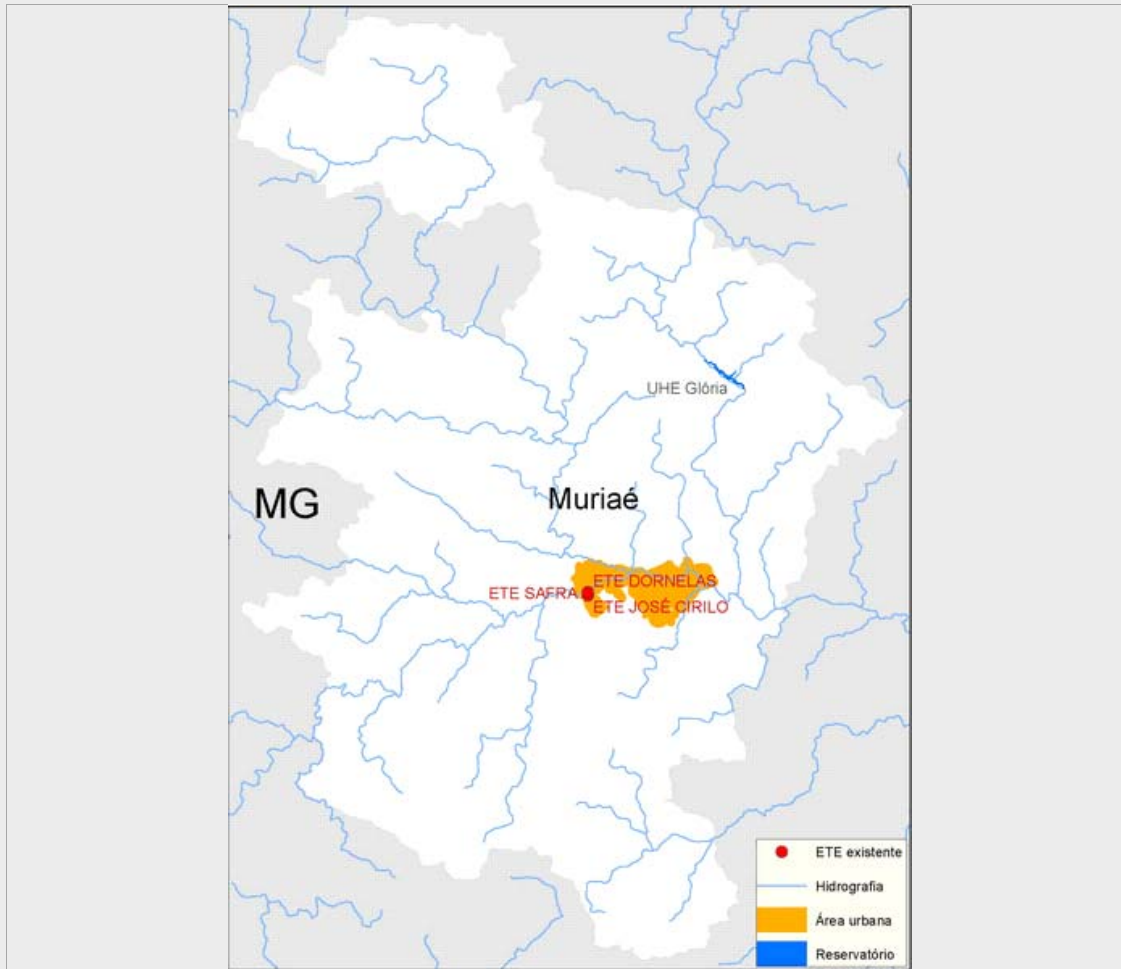 UHE Glória
MG
Muriaé
ETE SAFRA
ETE DORNELAS
ETE JOSÉ CIRILO
ETE existente
Hidrografia
Área urbana
Reservatório